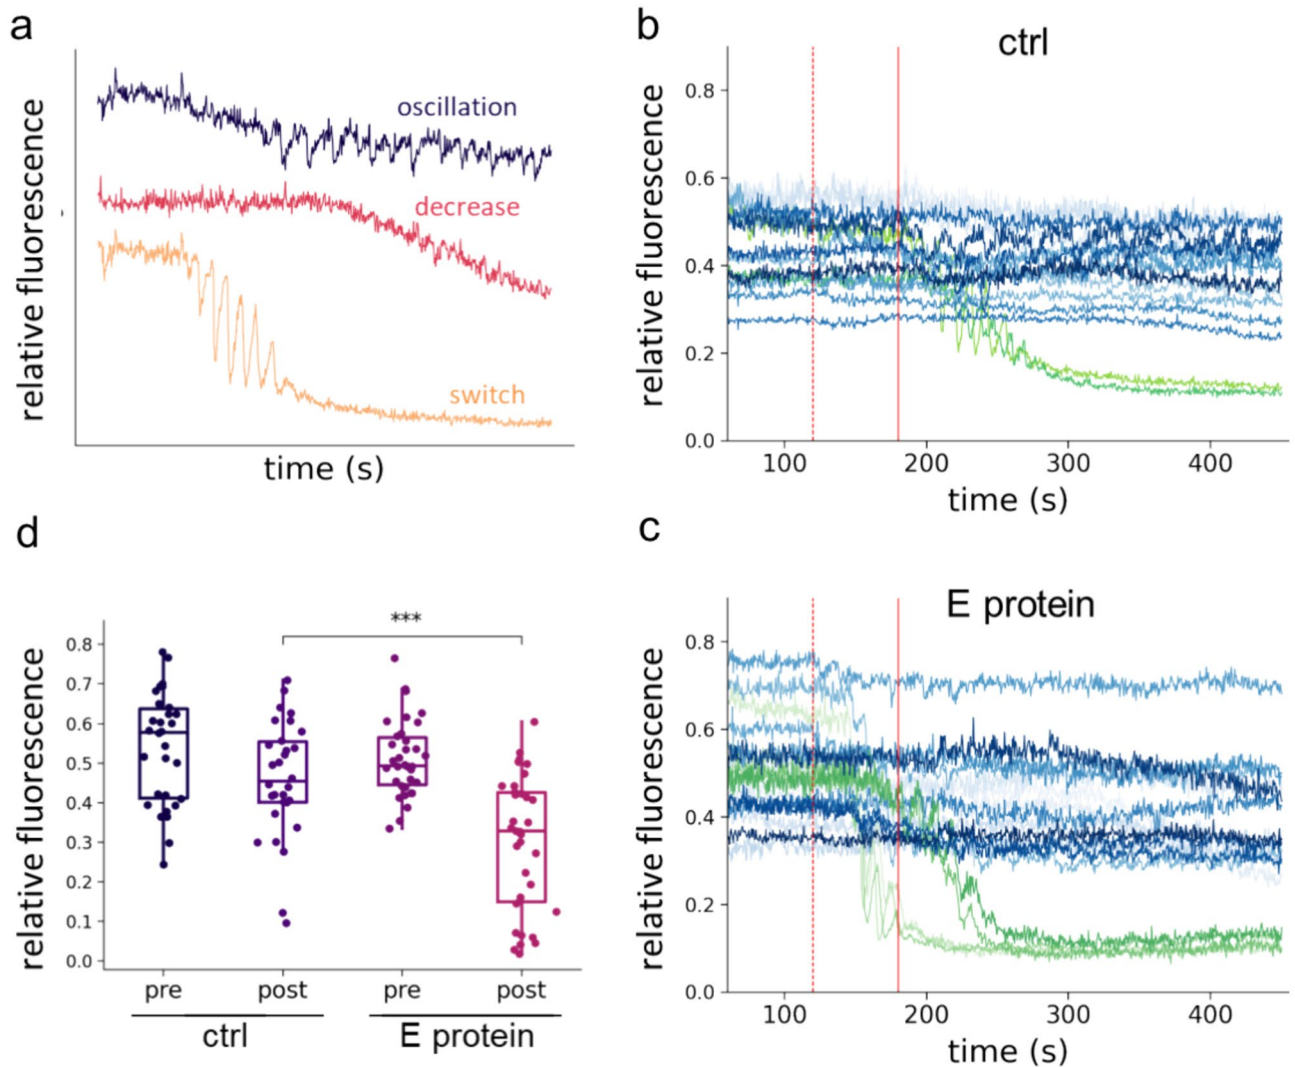 a
relative fluorescence
oscillation
decrease
switch
time (s)
b
ctrl
relative fluorescence
0.8
0.6
0.4
0.2
0.0
100 200 300 400
time (s)
d
***
relative fluorescence
0.8
0.7
0.6
0.5
0.4
0.3
0.2
0.1
0.0
pre post pre post
ctrl E protein
c
E protein
relative fluorescence
0.8
0.6
0.4
0.2
0.0
100 200 300 400
time (s)